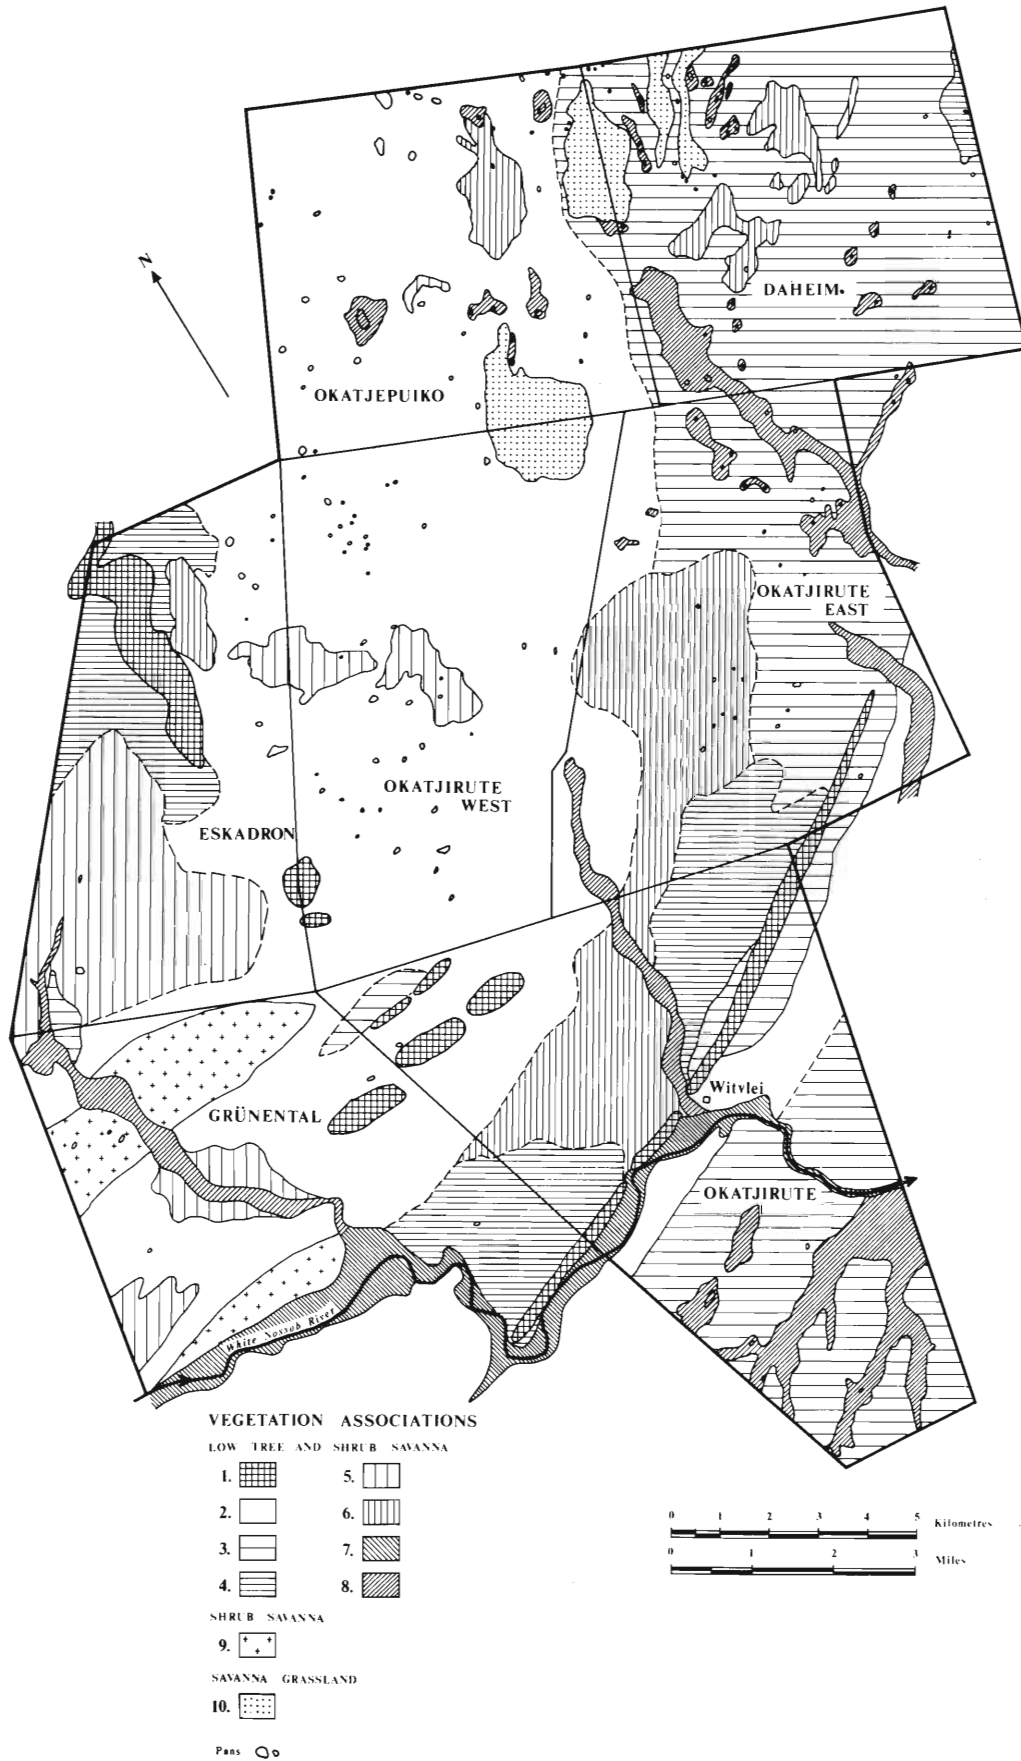 N
DAHEIM
OKATJEPUIKO
OKATJIRUTE
EAST
OKATJIRUTE
WEST
ESKADRON
Witvlei
GRÜNENTAL
OKATJIRUTE
White Nossob River
VEGETATION ASSOCIATIONS
LOW TREE AND SHRUB SAVANNA
1. 5.
2. 6.
3. 7.
4. 8.
SHRUB SAVANNA
9.
SAVANNA GRASSLAND
10.
Pans
0 1 2 3 4 5 Kilometres
0 1 2 3 Miles